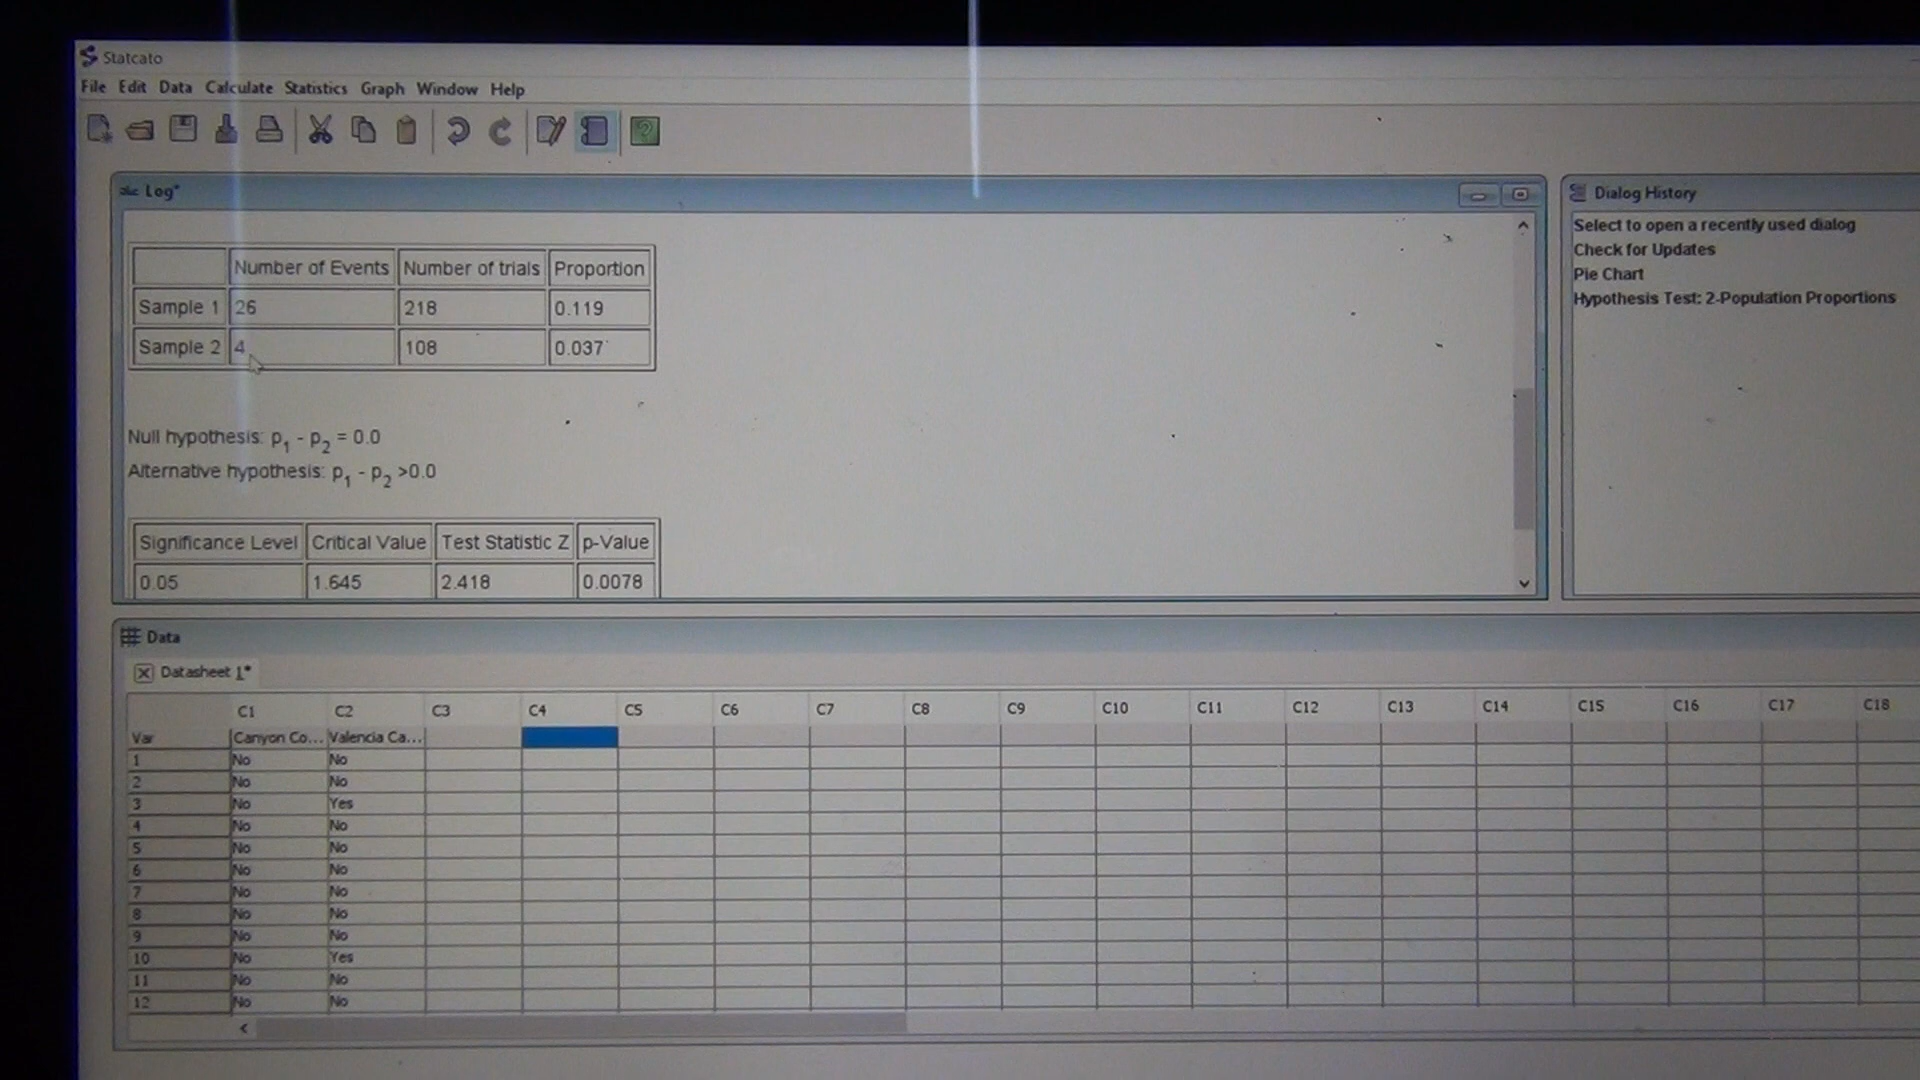 Statcato
File Edit Data Calculate Statistics Graph Window Help
Log*
Number of Events Number of trials Proportion
Sample 1 26 218 0.119
Sample 2 4 108 0.037
Null hypothesis: p1 - p2 = 0.0
Alternative hypothesis: p1 - p2 >0.0
Significance Level Critical Value Test Statistic Z p-Value
0.05 1.645 2.418 0.0078
Dialog History
Select to open a recently used dialog
Check for Updates
Pie Chart
Hypothesis Test: 2-Population Proportions
Data
Datasheet 1*
C1 C2 C3 C4 C5 C6 C7 C8 C9 C10 C11 C12 C13 C14 C15 C16 C17 C18
Var Canyon Co... Valencia Ca...
1 No No
2 No No
3 No Yes
4 No No
5 No No
6 No No
7 No No
8 No No
9 No No
10 No Yes
11 No No
12 No No